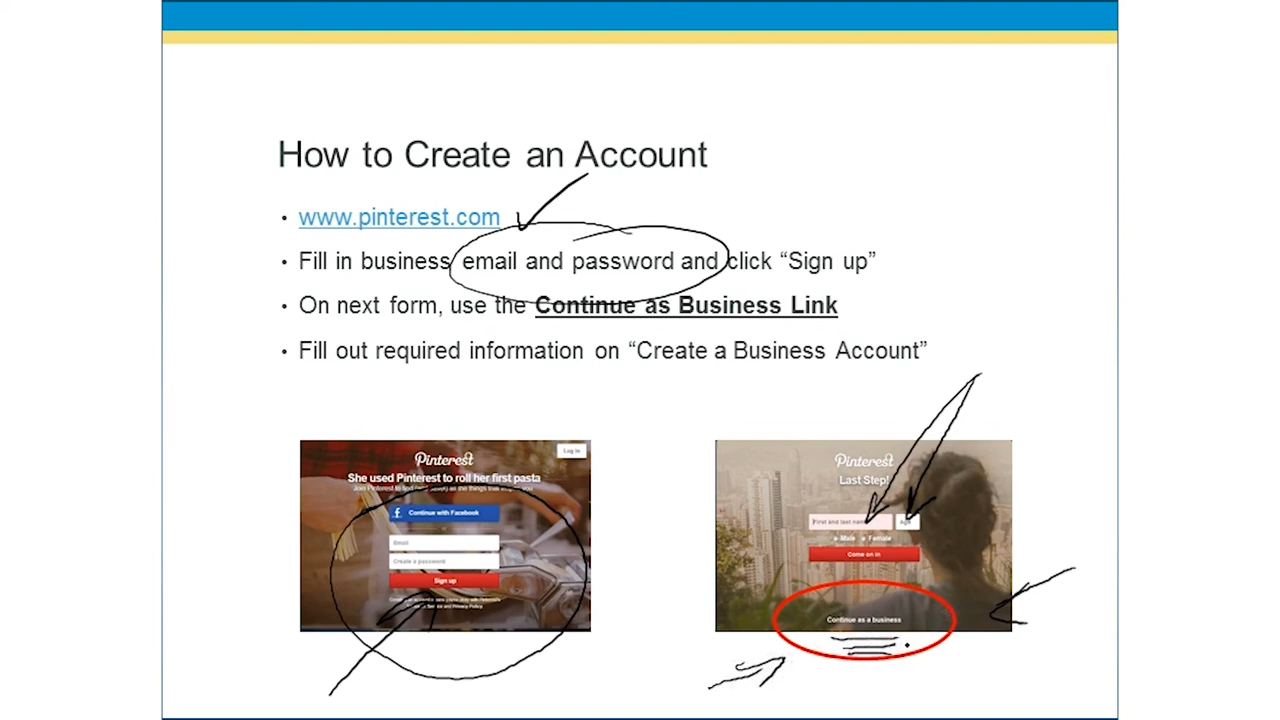 How to Create an Account
• www.pinterest.com
• Fill in business email and password and click “Sign up”
• On next form, use the Continue as Business Link
• Fill out required information on “Create a Business Account”
Log in
Pinterest
She used Pinterest to roll her first pasta
Continue with Facebook
Email
Create a password
Sign up
Pinterest
Last Step!
First and last name
Age
Male Female
Come on in
Continue as a business